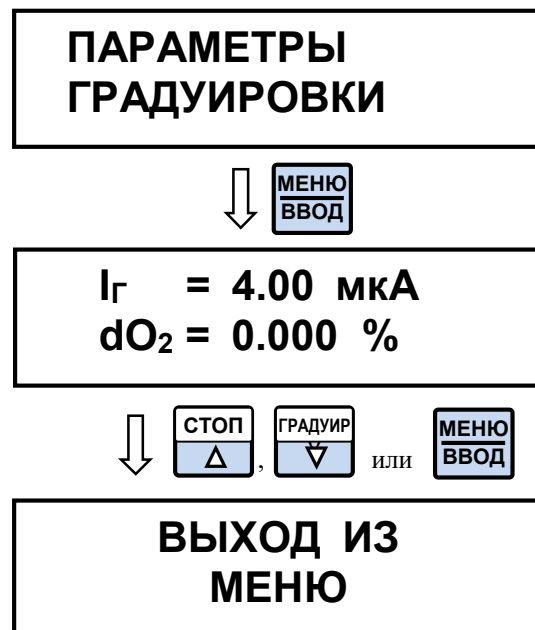 ПАРАМЕТРЫ
ГРАДУИРОВКИ
МЕНЮ
ВВОД
IГ = 4.00 мкА
dO₂ = 0.000 %
СТОП , ГРАДУИР или МЕНЮ
ВВОД
ВЫХОД ИЗ
МЕНЮ